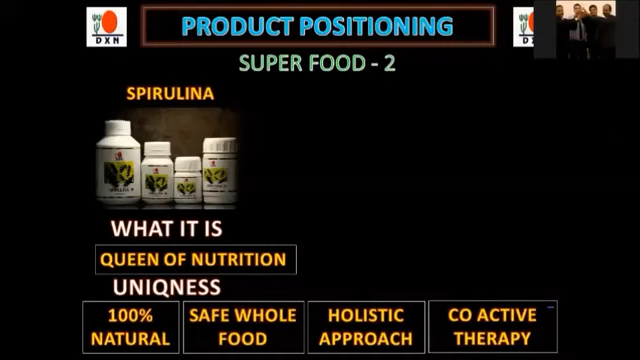 PRODUCT POSITIONING
DXN
SUPER FOOD - 2
SPIRULINA
WHAT IT IS
QUEEN OF NUTRITION
UNIQNESS
100%
NATURAL
SAFE WHOLE
FOOD
HOLISTIC
APPROACH
CO ACTIVE
THERAPY